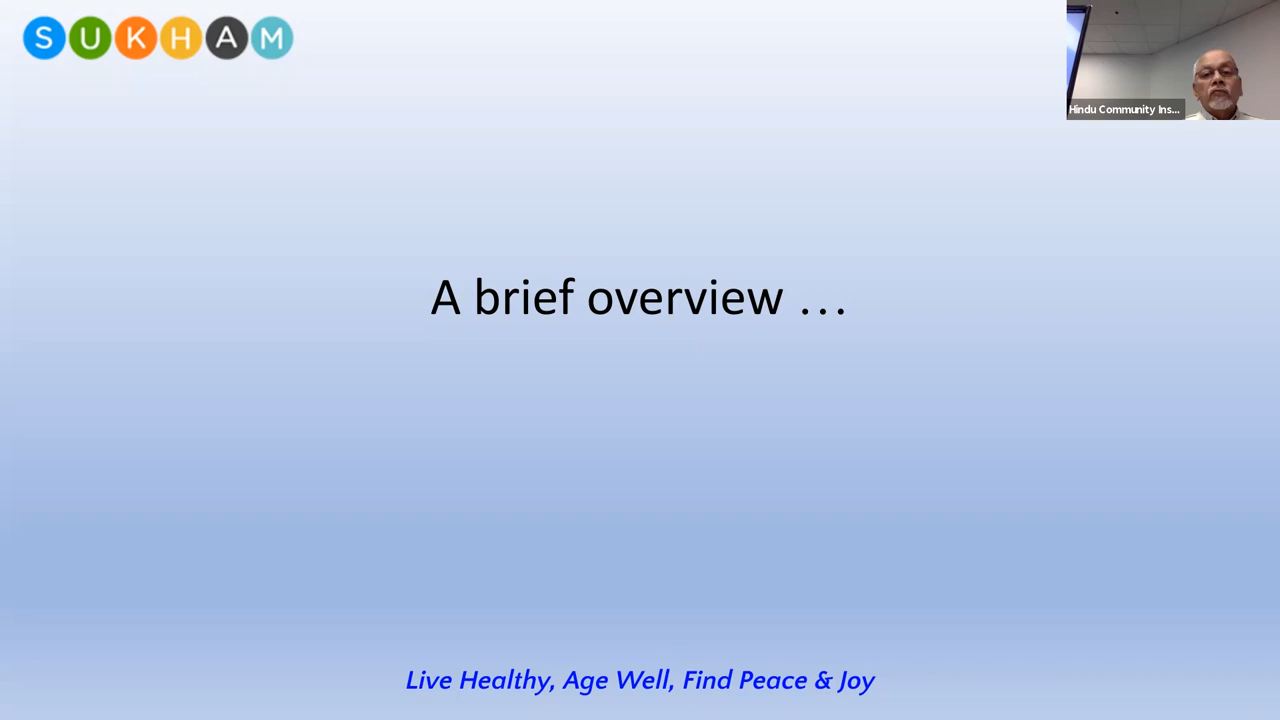 SUKHAM
Hindu Community Ins...
A brief overview ...
Live Healthy, Age Well, Find Peace & Joy